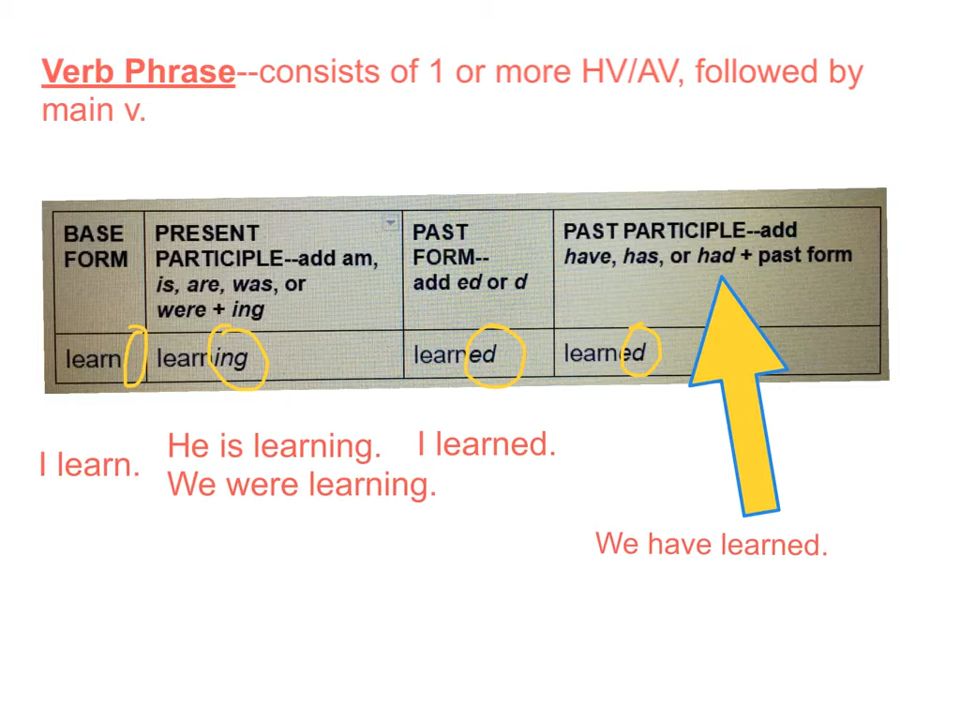 Verb Phrase--consists of 1 or more HV/AV, followed by
main v.
BASE
FORM
PRESENT
PARTICIPLE--add am,
is, are, was, or
were + ing
PAST
FORM--
add ed or d
PAST PARTICIPLE--add
have, has, or had + past form
learn
learning
learned
learned
I learn.
He is learning.
We were learning.
I learned.
We have learned.